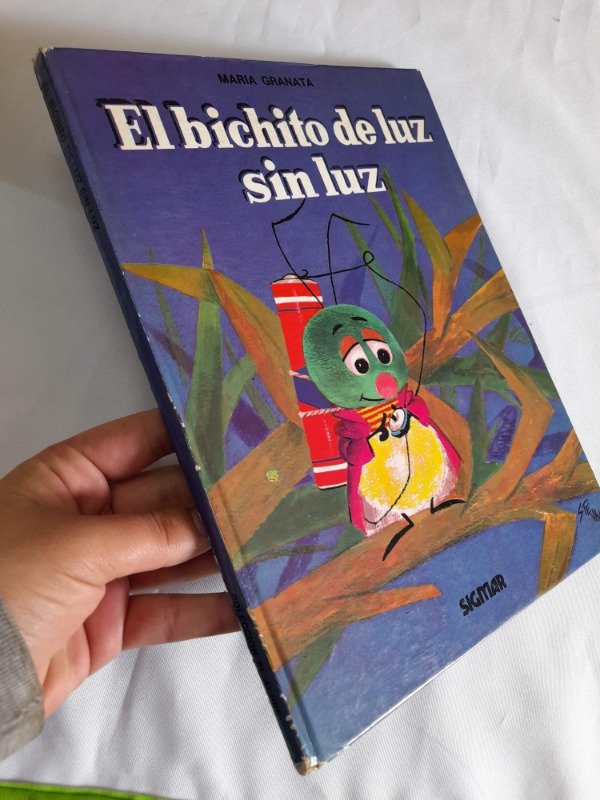 MARIA GRANATA
El bichito de luz
sin luz
SIGMAR